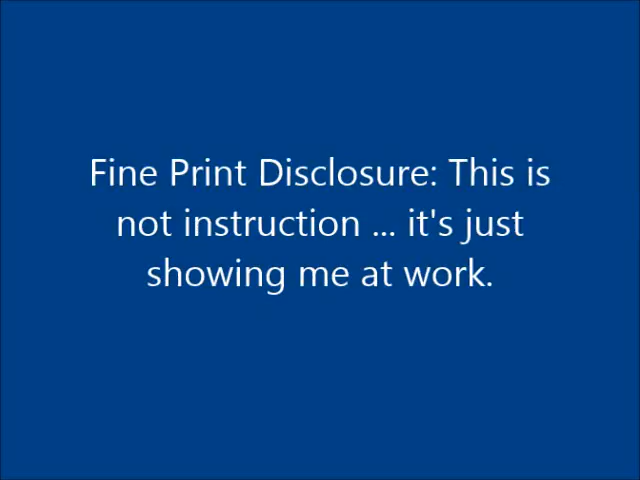 Fine Print Disclosure: This is
not instruction ... it's just
showing me at work.